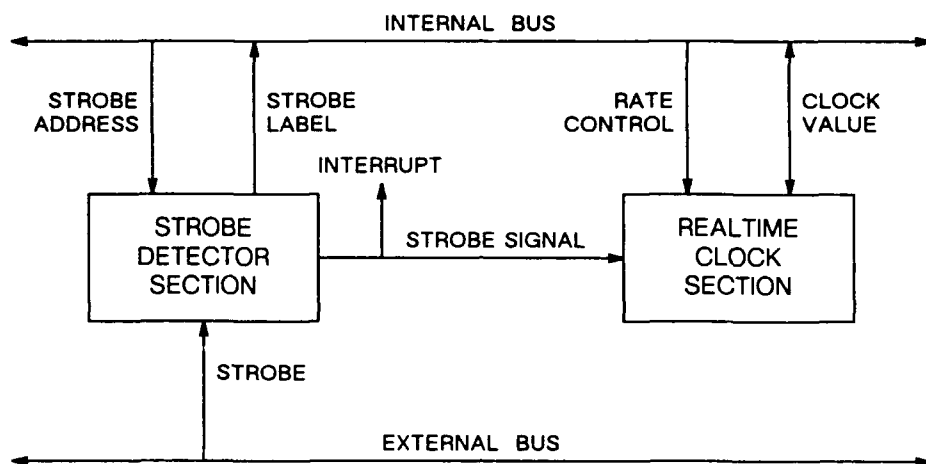 INTERNAL BUS
STROBE
ADDRESS
STROBE
LABEL
RATE
CONTROL
CLOCK
VALUE
INTERRUPT
STROBE
DETECTOR
SECTION
STROBE SIGNAL
REALTIME
CLOCK
SECTION
STROBE
EXTERNAL BUS